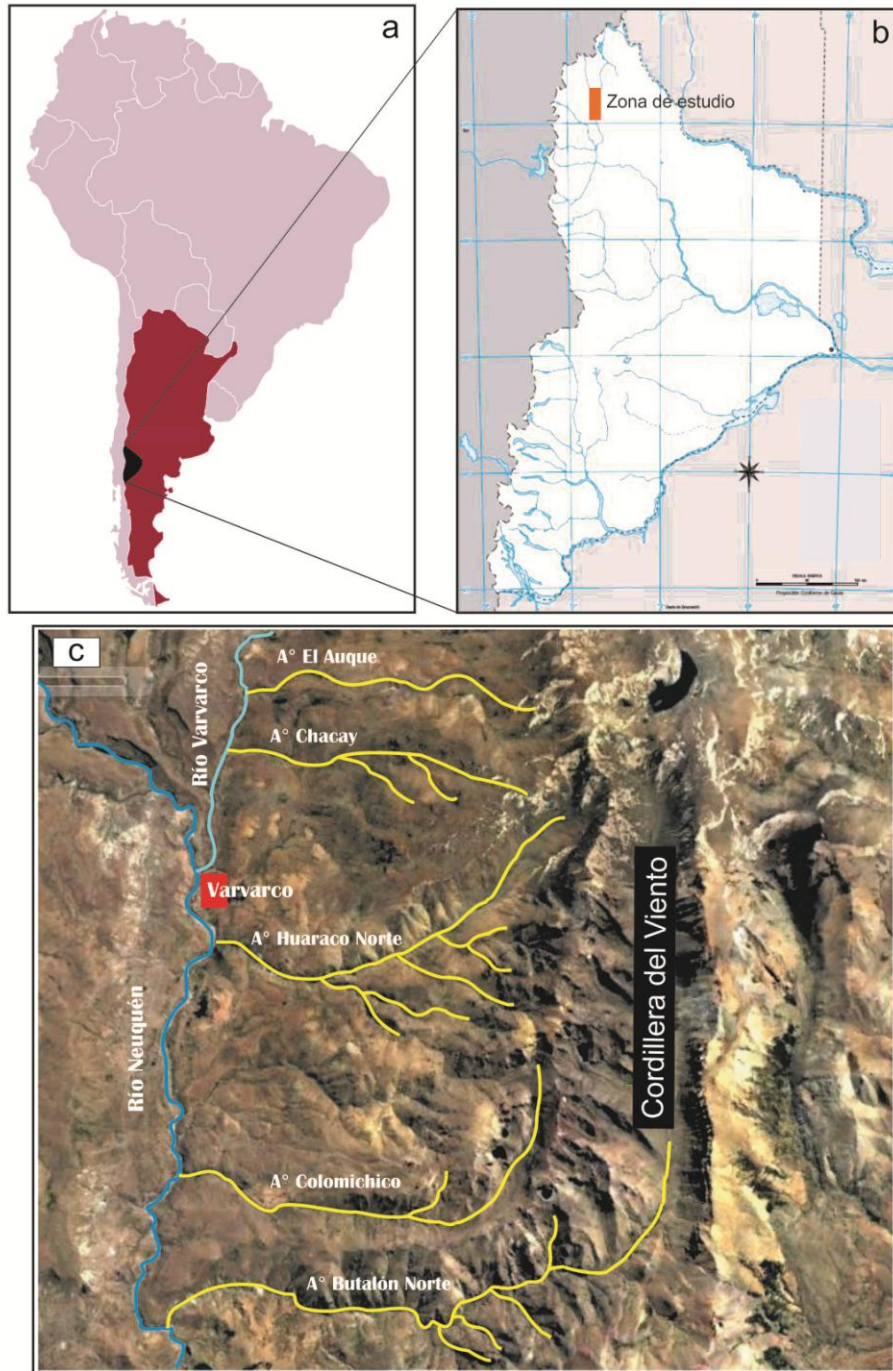 a
b
Zona de estudio
c
A° El Auque
Río Varvarco
A° Chacay
Varvarco
A° Huaraco Norte
Cordillera del Viento
Río Neuquén
A° Colomichico
A° Butalón Norte